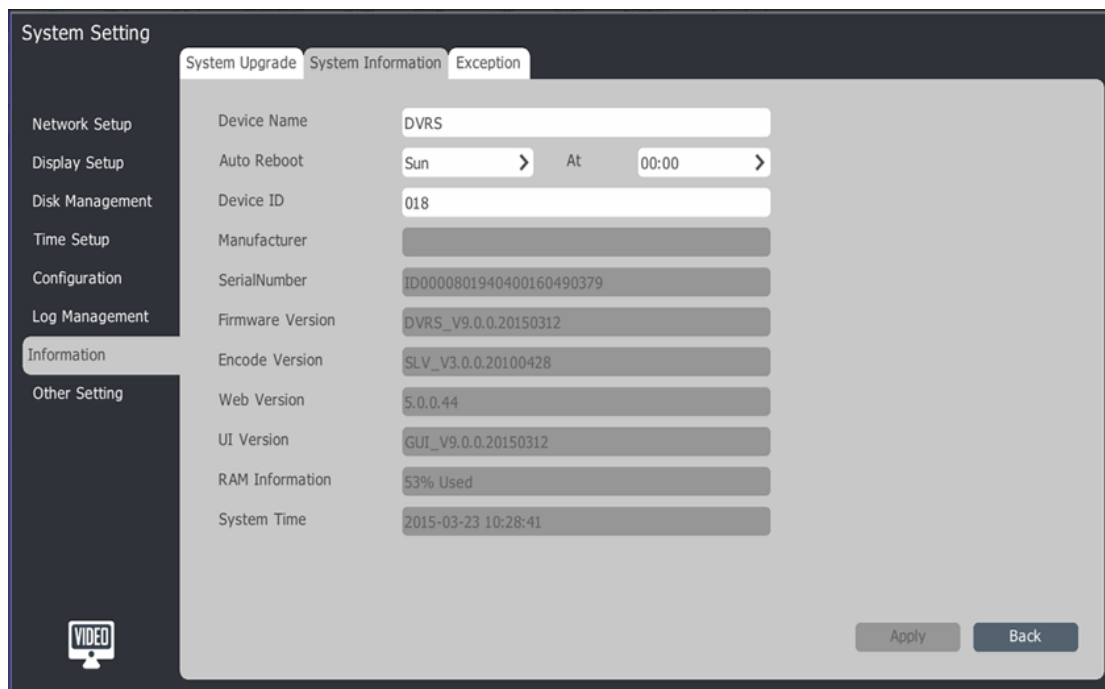 System Setting
System Upgrade System Information Exception
Network Setup
Display Setup
Disk Management
Time Setup
Configuration
Log Management
Information
Other Setting
Device Name DVRS
Auto Reboot Sun At 00:00
Device ID 018
Manufacturer
SerialNumber ID0000801940400160490379
Firmware Version DVRS_V9.0.0.20150312
Encode Version SLV_V3.0.0.20100428
Web Version 5.0.0.44
UI Version GUI_V9.0.0.20150312
RAM Information 53% Used
System Time 2015-03-23 10:28:41
VIDEO
Apply Back